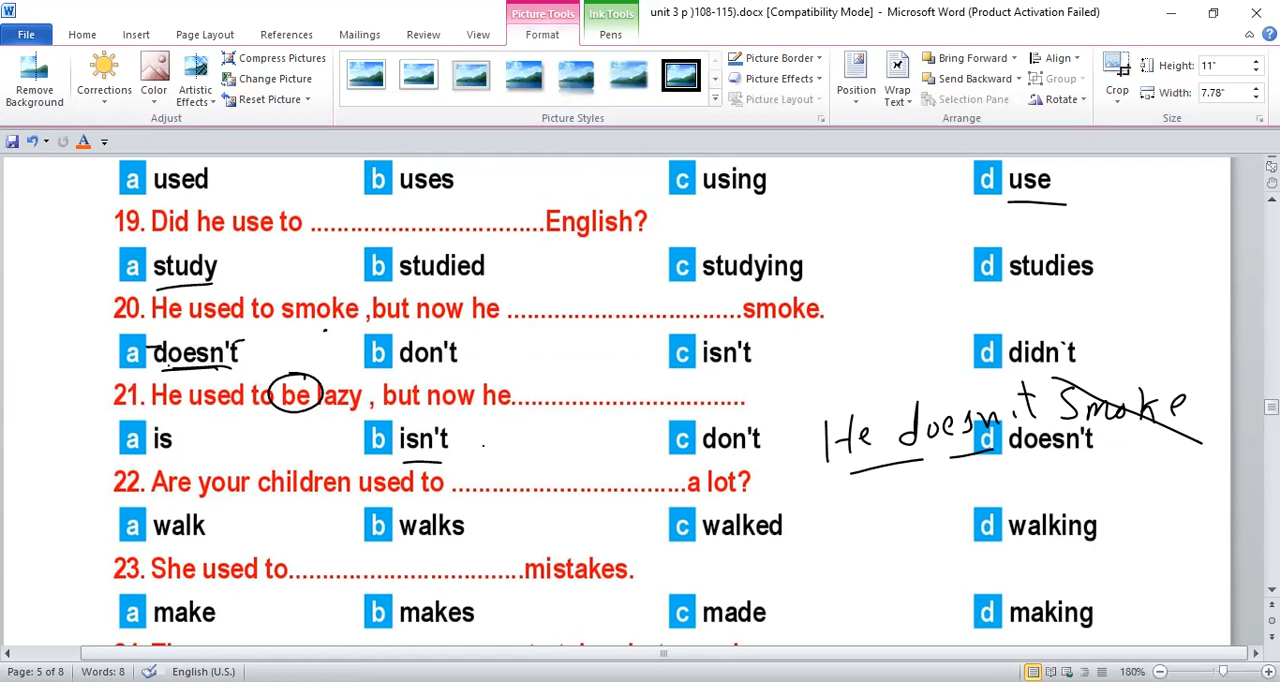 Picture Tools Ink Tools unit 3 p )108-115).docx [Compatibility Mode] - Microsoft Word (Product Activation Failed)
File Home Insert Page Layout References Mailings Review View Format Pens
Remove Background Corrections Color Artistic Effects Compress Pictures Change Picture Reset Picture Picture Border Picture Effects Picture Layout Position Wrap Text Bring Forward Send Backward Selection Pane Align Group Rotate Crop Height: 11" Width: 7.78"
Adjust Picture Styles Arrange Size
a used b uses c using d use
19. Did he use to ..................................English?
a study b studied c studying d studies
20. He used to smoke ,but now he ..................................smoke.
a doesn't b don't c isn't d didn't
21. He used to be lazy , but now he..................................
He doesn't smoke
a is b isn't c don't d doesn't
22. Are your children used to ..................................a lot?
a walk b walks c walked d walking
23. She used to..................................mistakes.
a make b makes c made d making
Page: 5 of 8 Words: 8 English (U.S.) 180%